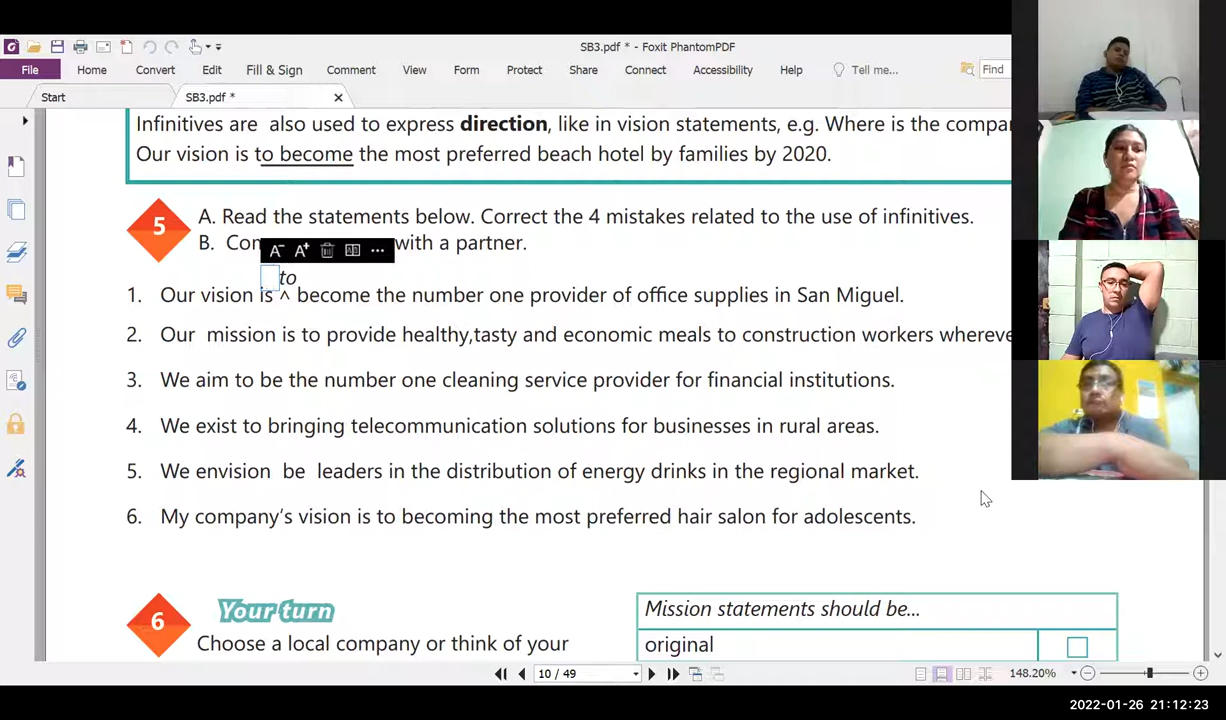 SB3.pdf * - Foxit PhantomPDF
File Home Convert Edit Fill & Sign Comment View Form Protect Share Connect Accessibility Help Tell me... Find
Start SB3.pdf *
Infinitives are also used to express direction, like in vision statements, e.g. Where is the
Our vision is to become the most preferred beach hotel by families by 2020.
5 A. Read the statements below. Correct the 4 mistakes related to the use of infinitives.
B. with a partner.
to
1. Our vision is ^ become the number one provider of office supplies in San Miguel.
2. Our mission is to provide healthy,tasty and economic meals to construction workers
3. We aim to be the number one cleaning service provider for financial institutions.
4. We exist to bringing telecommunication solutions for businesses in rural areas.
5. We envision be leaders in the distribution of energy drinks in the regional market.
6. My company's vision is to becoming the most preferred hair salon for adolescents.
6 Your turn
Choose a local company or think of your
Mission statements should be...
original
10 / 49
148.20%
2022-01-26 21:12:23